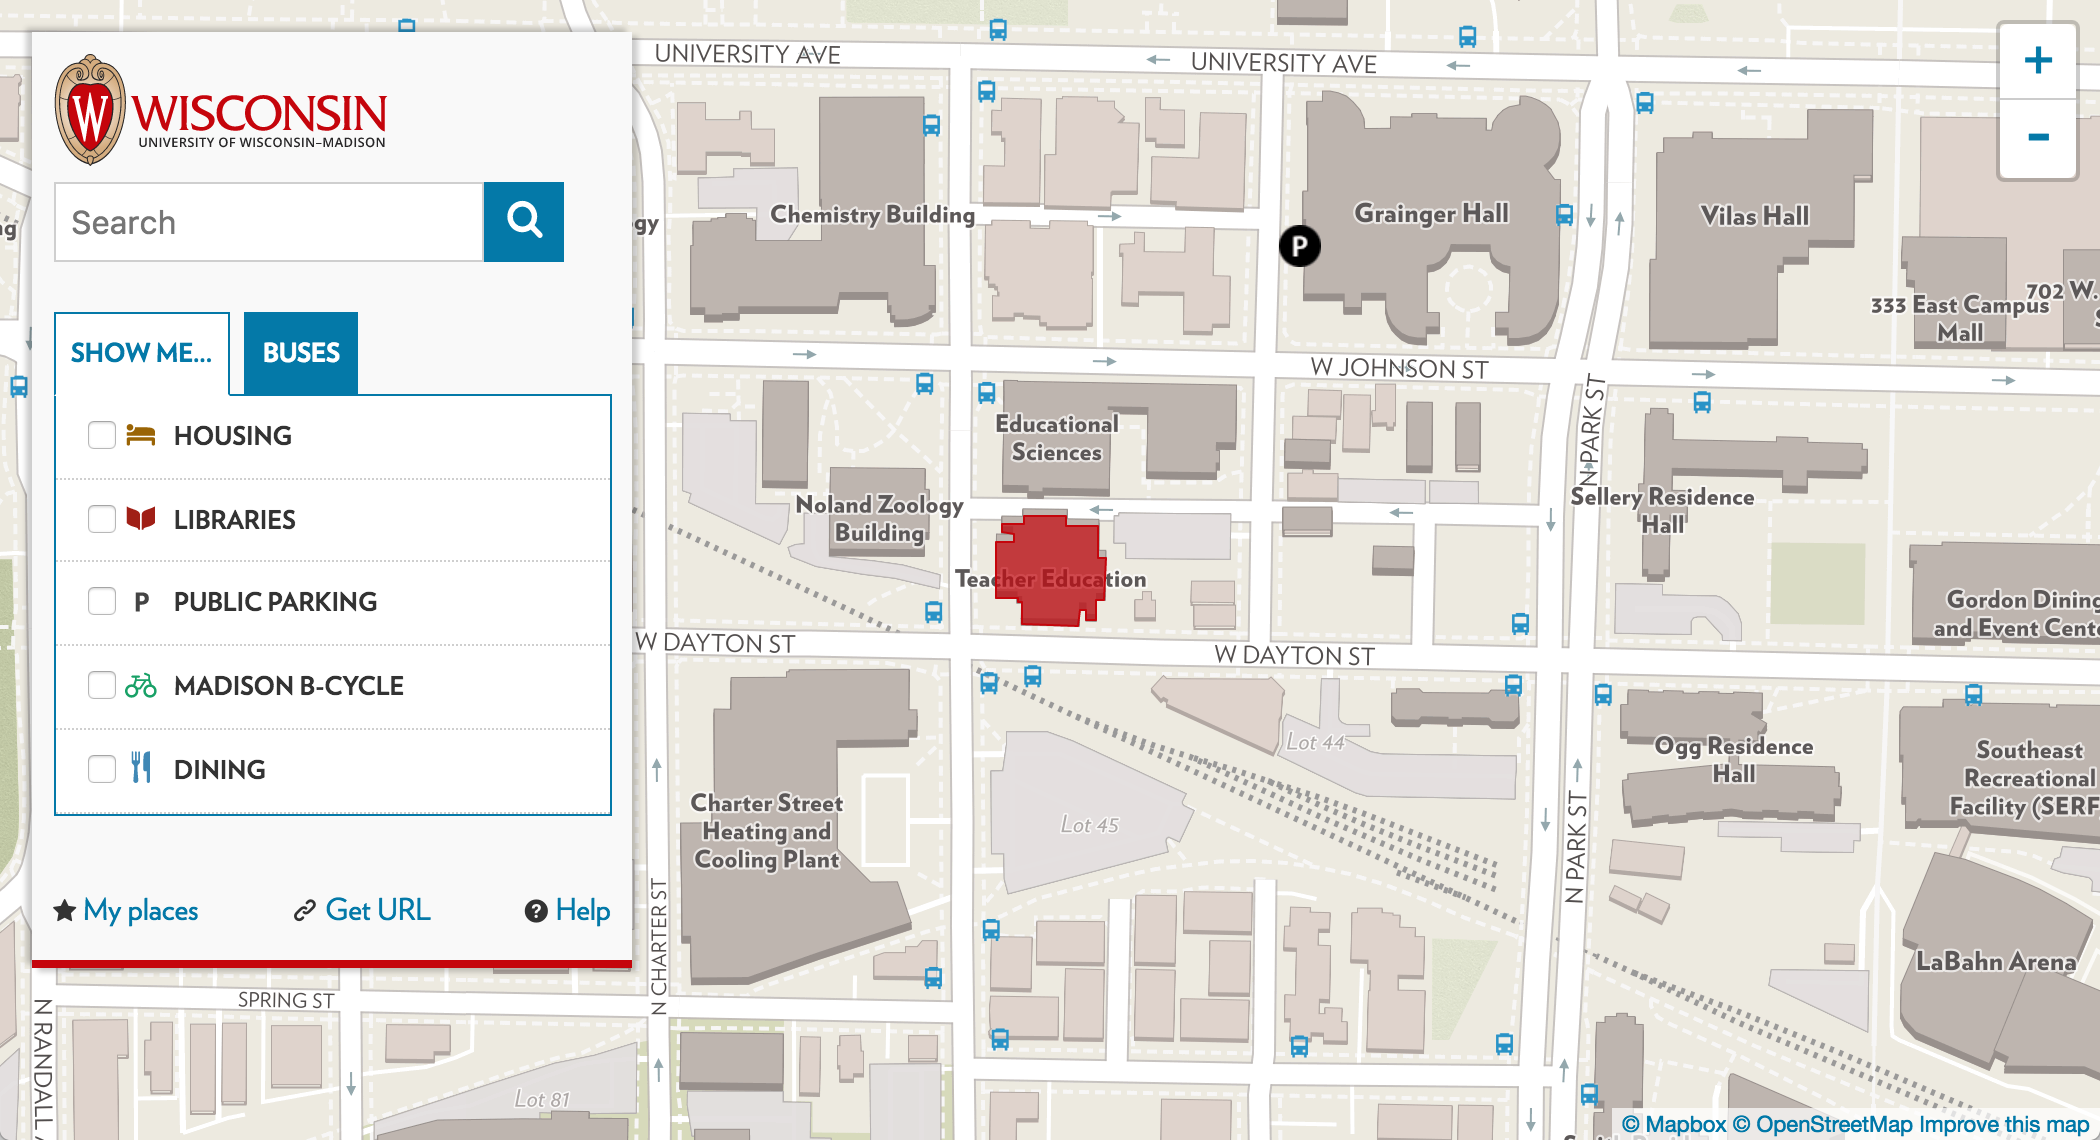 W
WISCONSIN
UNIVERSITY OF WISCONSIN–MADISON
Search
SHOW ME...
BUSES
HOUSING
LIBRARIES
P PUBLIC PARKING
MADISON B-CYCLE
DINING
My places
Get URL
? Help
UNIVERSITY AVE
UNIVERSITY AVE
+
-
Chemistry Building
gy
Grainger Hall
P
Vilas Hall
333 East Campus
Mall
702 W.
W JOHNSON ST
N PARK ST
Educational
Sciences
Noland Zoology
Building
Teacher Education
Sellery Residence
Hall
Gordon Dining
and Event Cente
W DAYTON ST
W DAYTON ST
Lot 44
Lot 45
Ogg Residence
Hall
Southeast
Recreational
Facility (SERF
Charter Street
Heating and
Cooling Plant
N PARK ST
N CHARTER ST
LaBahn Arena
SPRING ST
N RANDALL A
Lot 81
© Mapbox © OpenStreetMap Improve this map